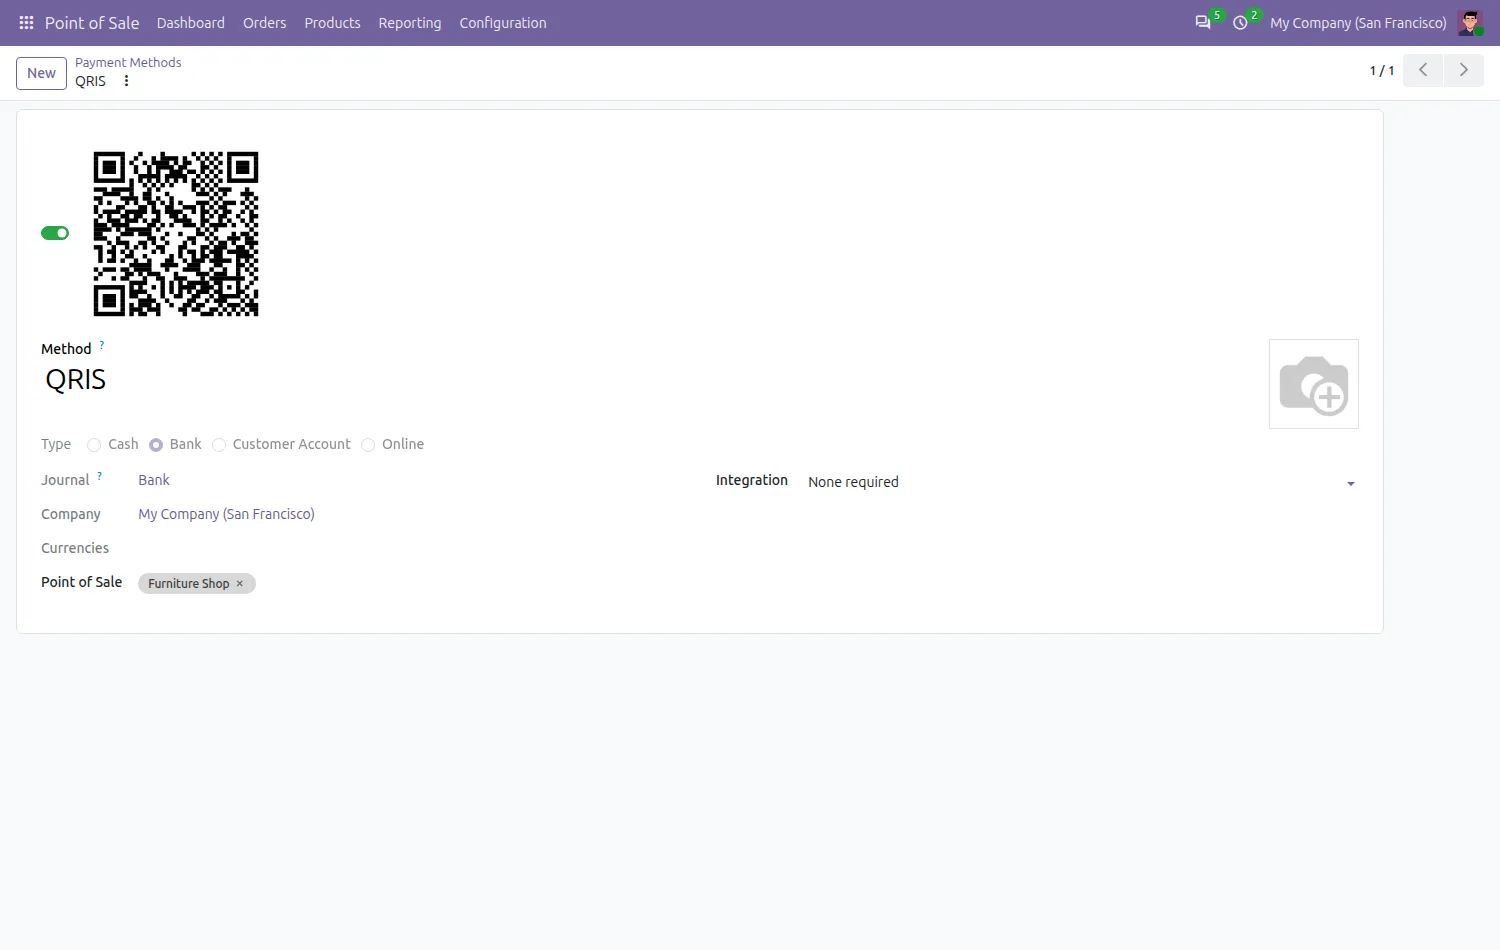 Point of Sale Dashboard Orders Products Reporting Configuration 5 2 My Company (San Francisco)
New Payment Methods
QRIS 1 / 1
Method ?
QRIS
Type Cash Bank Customer Account Online
Journal ? Bank Integration None required
Company My Company (San Francisco)
Currencies
Point of Sale Furniture Shop ×